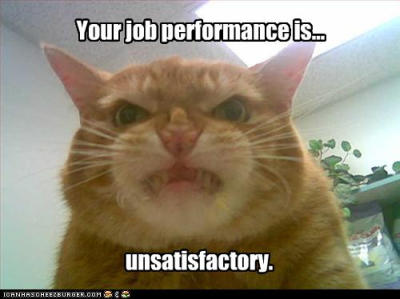 Your job performance is...
unsatisfactory.
ICANHASCHEEZBURGER.COM